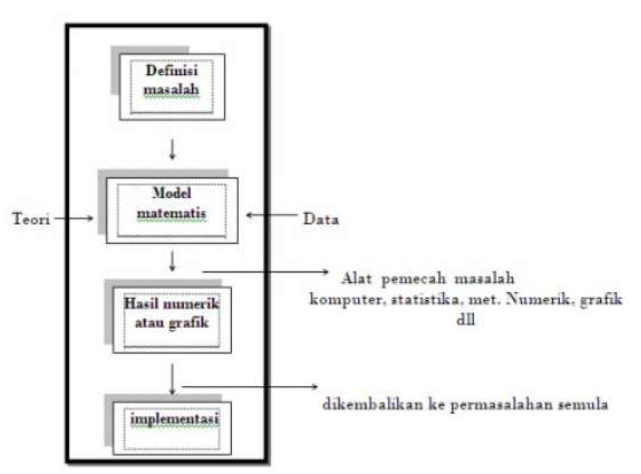 Definisi
masalah
Model
matematis
Teori
Data
Alat pemecah masalah
komputer, statistika, met. Numerik, grafik
dll
Hasil numerik
atau grafik
dikembalikan ke permasalahan semula
implementasi